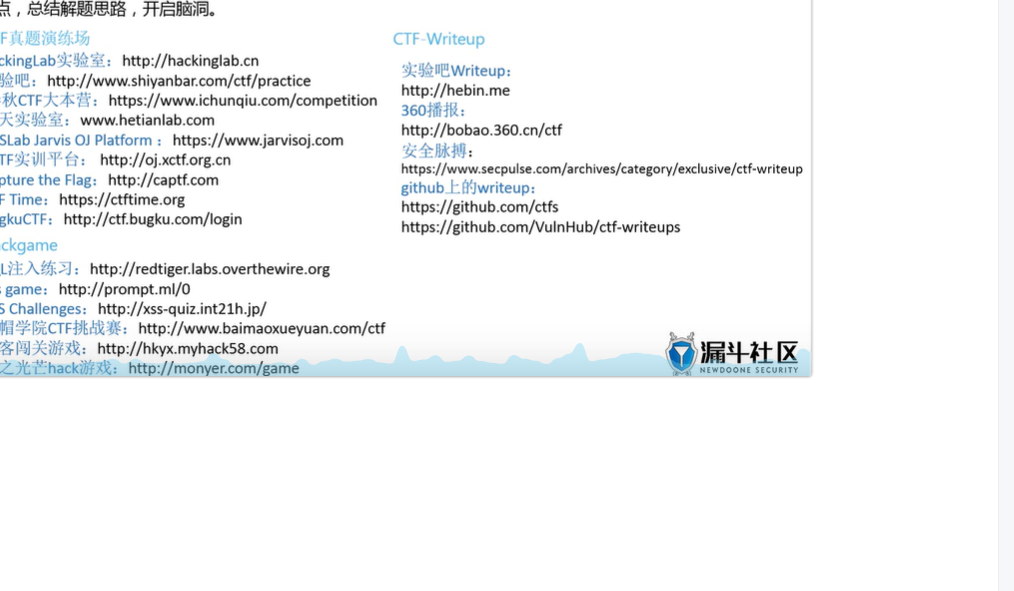 点，总结解题思路，开启脑洞。
F真题演练场
ckingLab实验室：http://hackinglab.cn
验吧：http://www.shiyanbar.com/ctf/practice
秋CTF大本营：https://www.ichunqiu.com/competition
天实验室：www.hetianlab.com
SLab Jarvis OJ Platform：https://www.jarvisoj.com
TF实训平台： http://oj.xctf.org.cn
pture the Flag：http://captf.com
F Time：https://ctftime.org
gkuCTF：http://ctf.bugku.com/login
ckgame
L注入练习：http://redtiger.labs.overthewire.org
s game：http://prompt.ml/0
S Challenges：http://xss-quiz.int21h.jp/
帽学院CTF挑战赛：http://www.baimaoxueyuan.com/ctf
客闯关游戏：http://hkyx.myhack58.com
之光芒hack游戏：http://monyer.com/game
CTF-Writeup
实验吧Writeup：
http://hebin.me
360播报：
http://bobao.360.cn/ctf
安全脉搏：
https://www.secpulse.com/archives/category/exclusive/ctf-writeup
github上的writeup：
https://github.com/ctfs
https://github.com/VulnHub/ctf-writeups
漏斗社区
NEWDOONE SECURITY